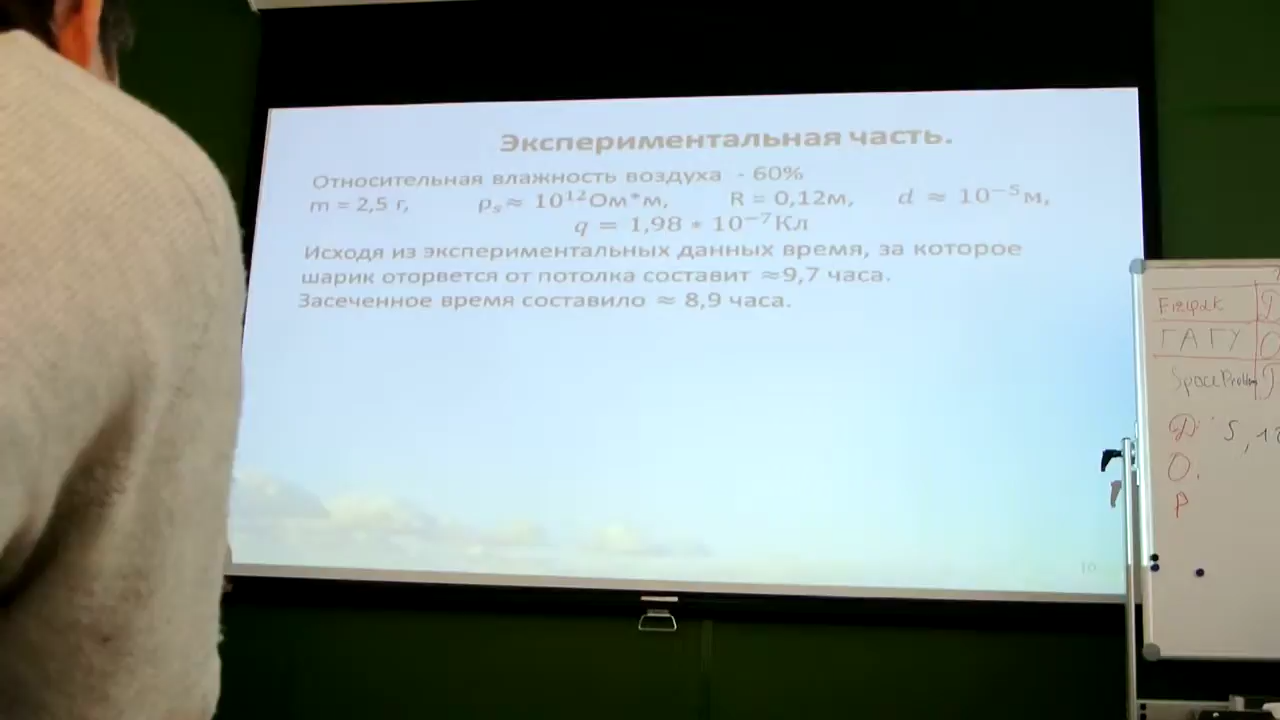 Экспериментальная часть.
Относительная влажность воздуха - 60%
m = 2,5 г, ρₛ≈ 10¹²Ом*м, R = 0,12м, d ≈ 10⁻⁵м,
q = 1,98 * 10⁻⁷Кл
Исходя из экспериментальных данных время, за которое
шарик оторвется от потолка составит ≈9,7 часа.
Засеченное время составило ≈ 8,9 часа.
10
ГАГУ
О.
Р